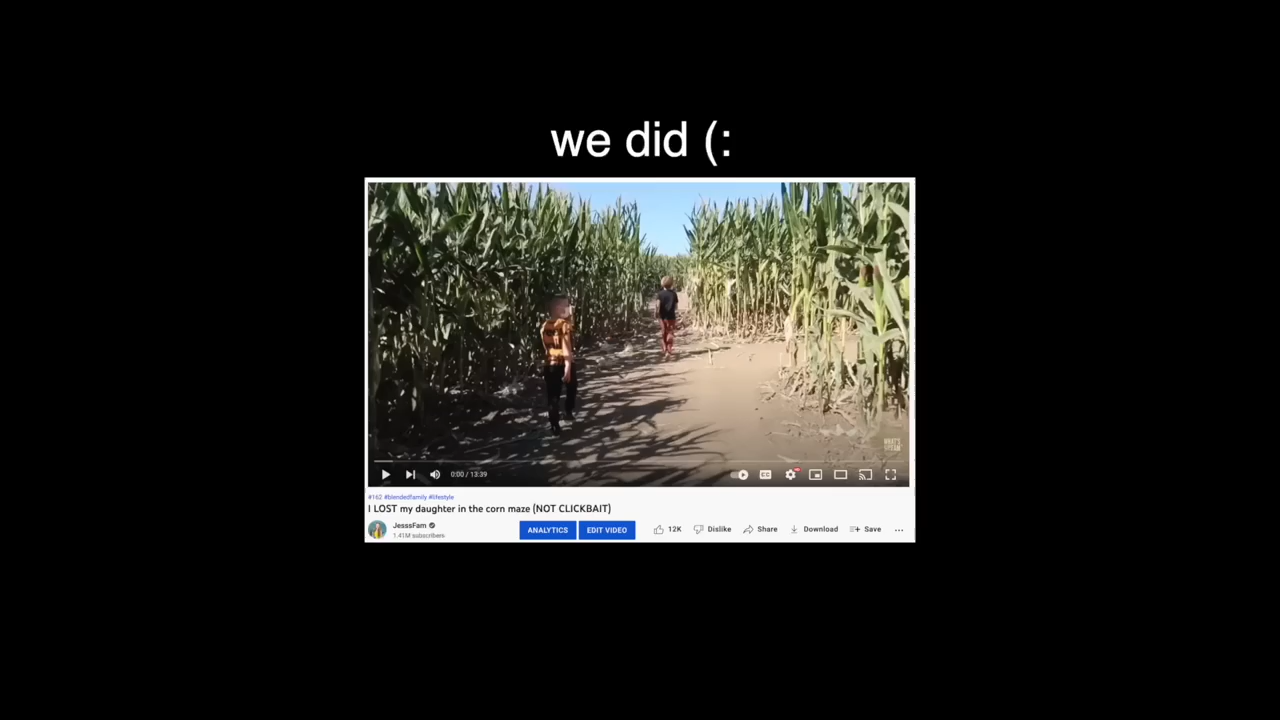 we did (:
0:00 / 13:39
CC
#162 #blendedfamily #lifestyle
I LOST my daughter in the corn maze (NOT CLICKBAIT)
JesssFam
1.41M subscribers
ANALYTICS
EDIT VIDEO
12K
Dislike
Share
Download
Save